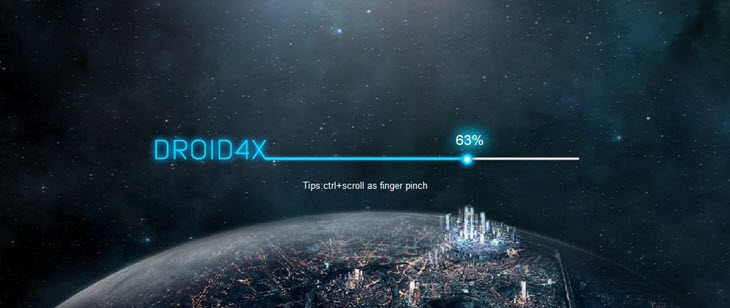 63%
DROID4X
Tips:ctrl+scroll as finger pinch